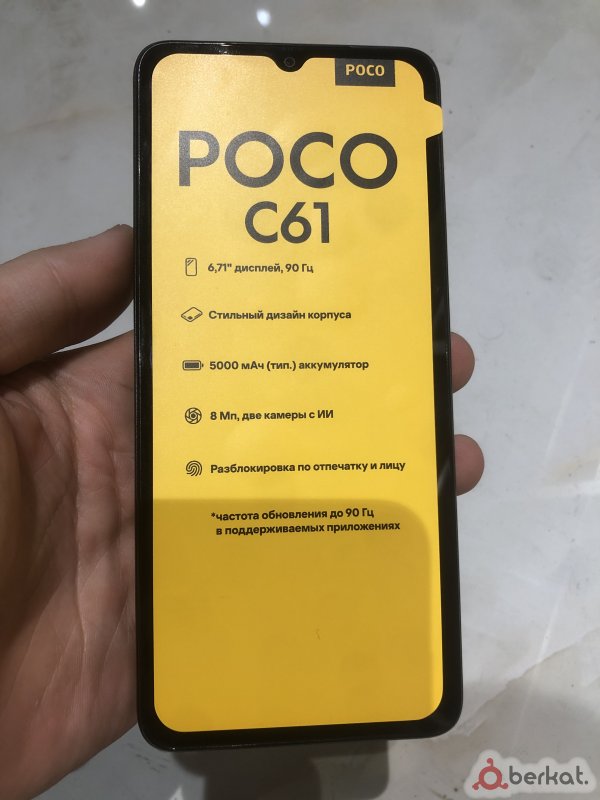 POCO
POCO
C61
6,71" дисплей, 90 Гц
Стильный дизайн корпуса
5000 мАч (тип.) аккумулятор
8 Мп, две камеры с ИИ
Разблокировка по отпечатку и лицу
*частота обновления до 90 Гц
в поддерживаемых приложениях
berkat.